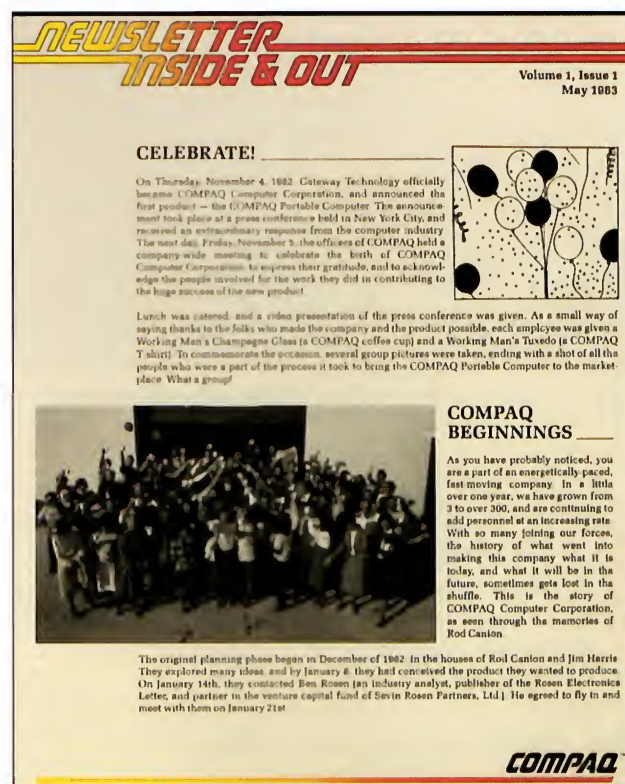 NEWSLETTER
INSIDE & OUT
Volume 1, Issue 1
May 1983
CELEBRATE!
On Thursday, November 4, 1982, Gateway Technology officially
became COMPAQ Computer Corporation, and announced the
first product — the COMPAQ Portable Computer. The announce-
ment took place at a press conference held in New York City, and
received an extraordinary response from the computer industry.
The next day, Friday, November 5, the officers of COMPAQ held a
company-wide meeting to celebrate the birth of COMPAQ
Computer Corporation, to express their gratitude, and to acknowl-
edge the people involved for the work they did in contributing to
the huge success of the new product.
Lunch was catered, and a video presentation of the press conference was given. As a small way of
saying thanks to the folks who made the company and the product possible, each employee was given a
Working Man's Champagne Glass (a COMPAQ coffee cup) and a Working Man's Tuxedo (a COMPAQ
T shirt). To commemorate the occasion, several group pictures were taken, ending with a shot of all the
people who were a part of the process it took to bring the COMPAQ Portable Computer to the market-
place. What a group!
COMPAQ
BEGINNINGS
As you have probably noticed, you
are a part of an energetically-paced,
fast-moving company. In a little
over one year, we have grown from
3 to over 300, and are continuing to
add personnel at an increasing rate.
With so many joining our forces,
the history of what went into
making this company what it is
today, and what it will be in the
future, sometimes gets lost in the
shuffle. This is the story of
COMPAQ Computer Corporation,
as seen through the memories of
Rod Canion.
The original planning phase began in December of 1982 in the houses of Rod Canion and Jim Harris.
They explored many ideas, and by January 8, they had conceived the product they wanted to produce.
On January 14th, they contacted Ben Rosen (an industry analyst, publisher of the Rosen Electronics
Letter, and partner in the venture capital fund of Sevin Rosen Partners, Ltd.). He agreed to fly in and
meet with them on January 21st.
COMPAQ